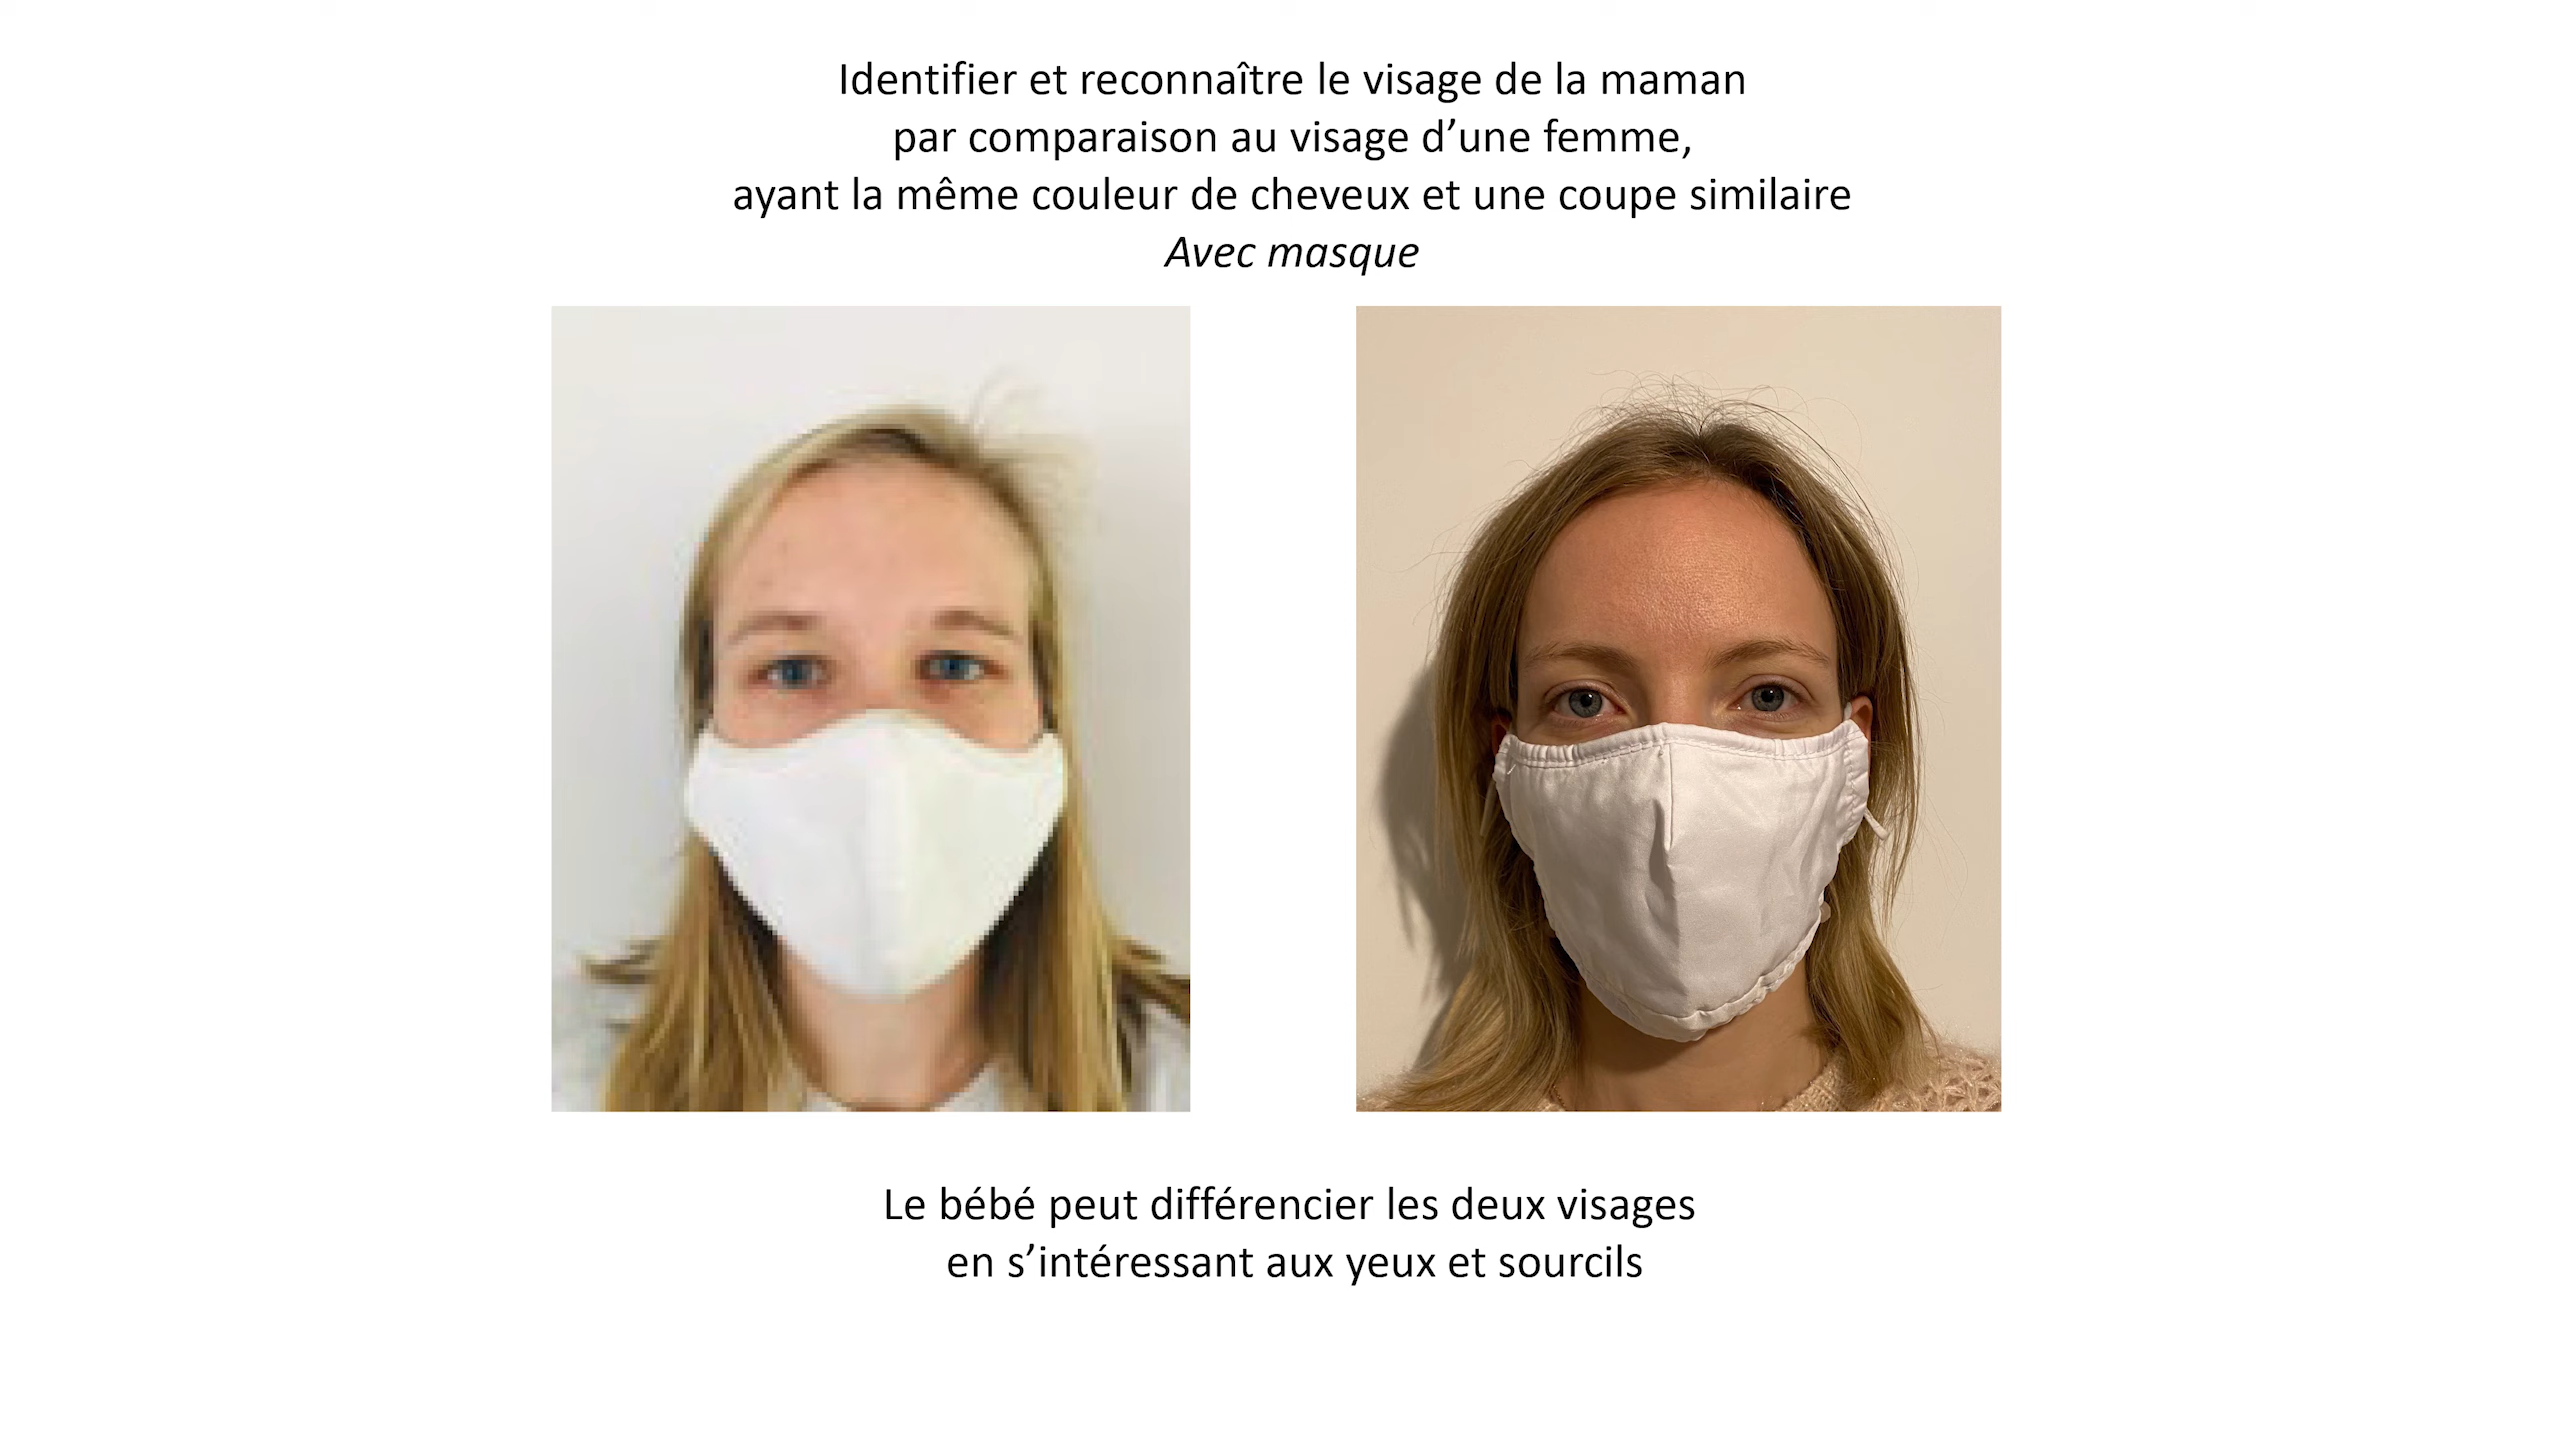 Identifier et reconnaître le visage de la maman
par comparaison au visage d’une femme,
ayant la même couleur de cheveux et une coupe similaire
Avec masque
Le bébé peut différencier les deux visages
en s’intéressant aux yeux et sourcils